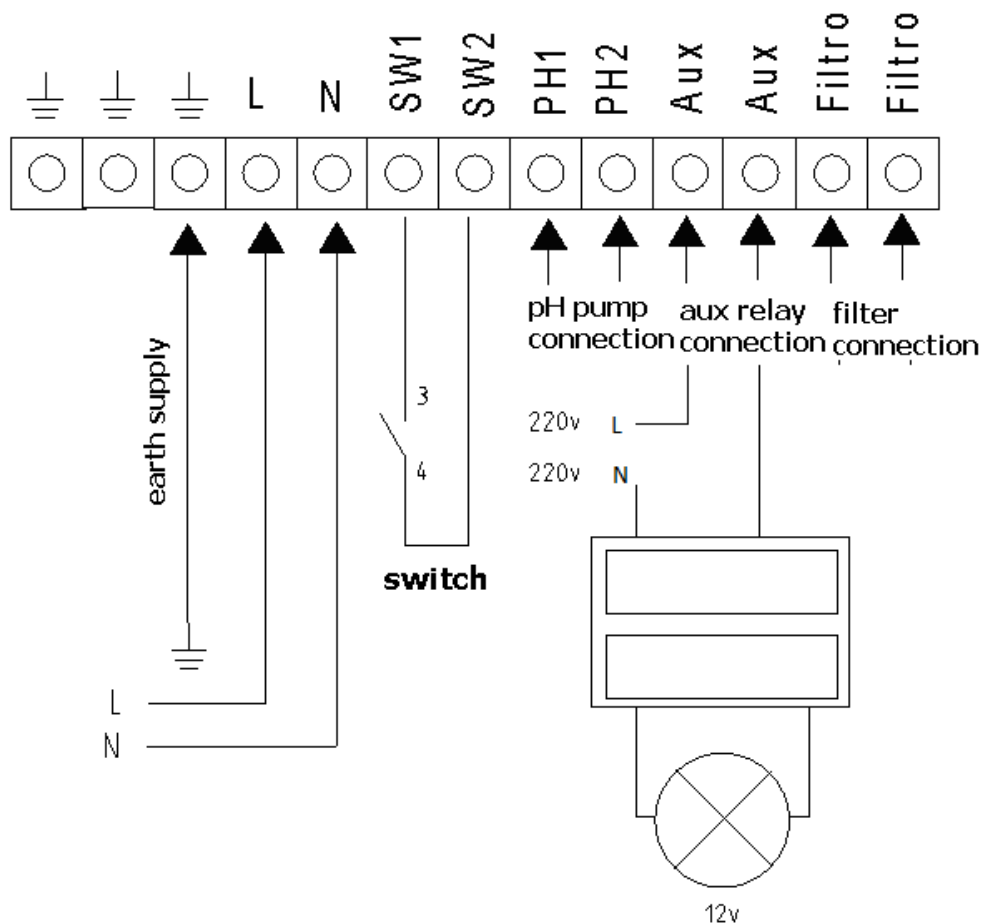 L
N
SW1
SW2
PH1
PH2
Aux
Aux
Filtro
Filtro
earth supply
pH pump
connection
aux relay
connection
filter
connection
3
4
switch
220v L
220v N
L
N
12v